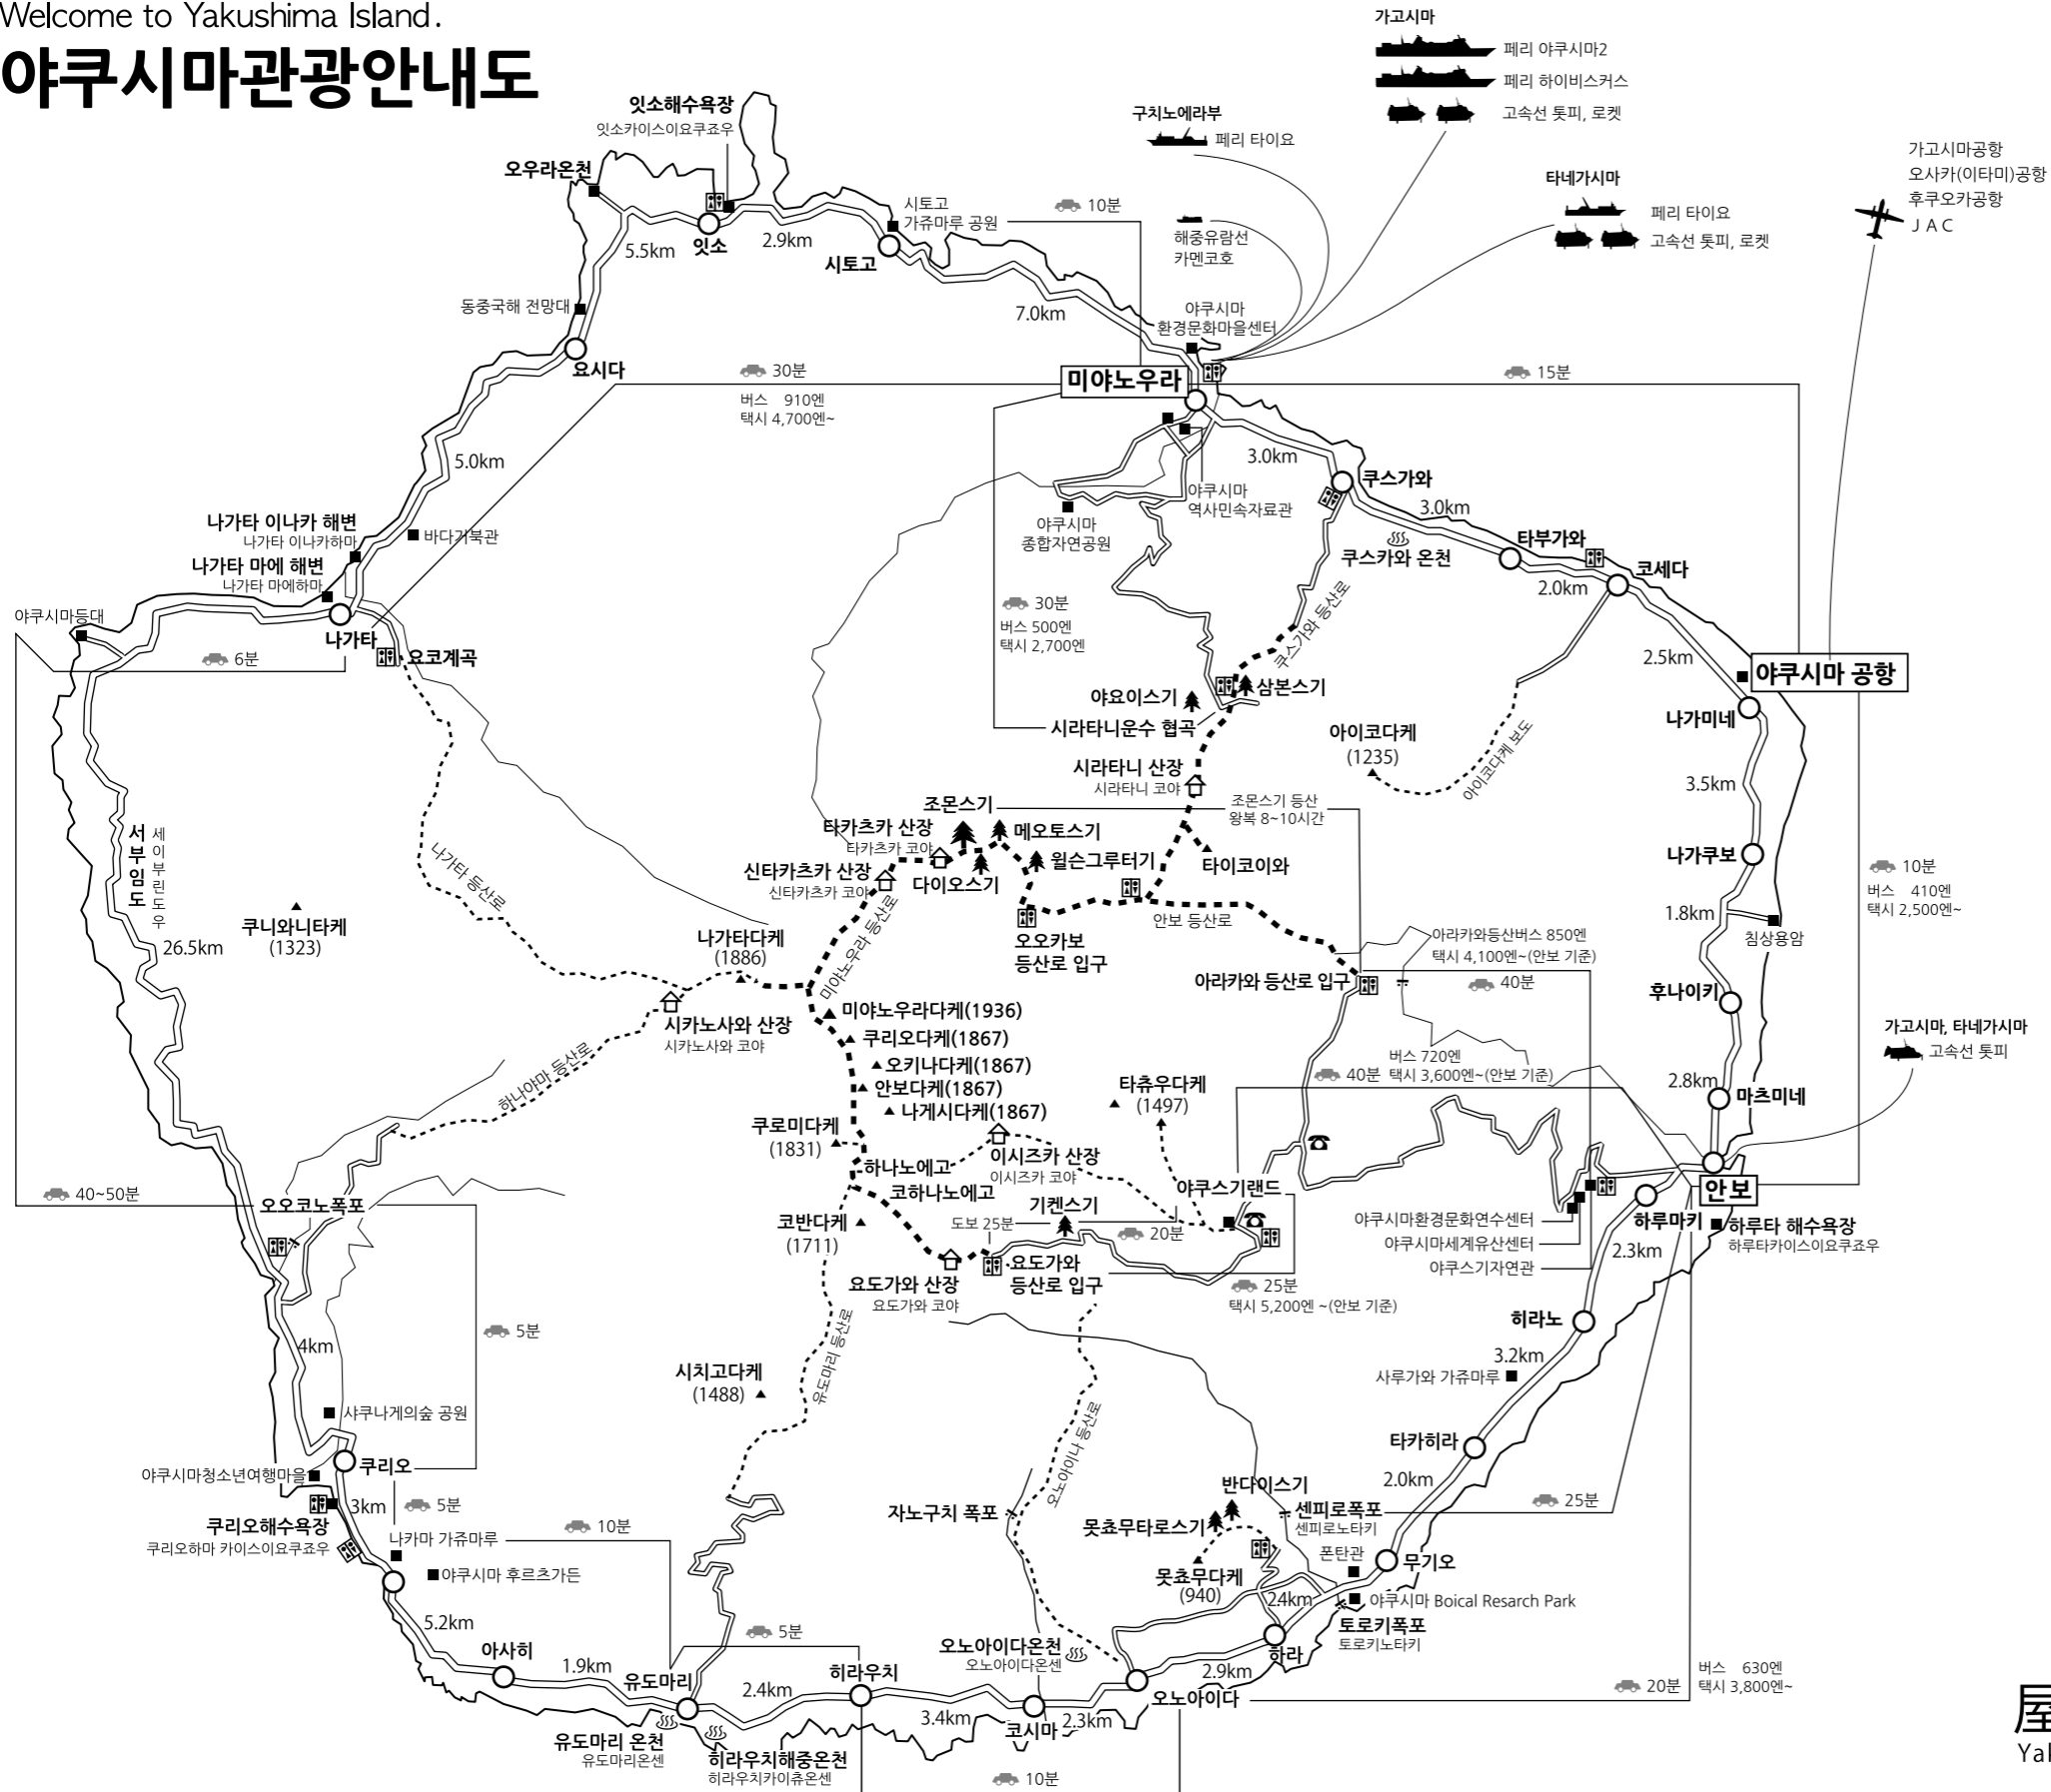 Welcome to Yakushima Island.
야쿠시마관광안내도
가고시마
페리 야쿠시마2
페리 하이비스커스
고속선 톳피, 로켓
구치노에라부
페리 타이요
타네가시마
페리 타이요
고속선 톳피, 로켓
가고시마공항
오사카(이타미)공항
후쿠오카공항
J A C
해중유람선
카멘코호
잇소해수욕장
잇소카이스이요쿠죠우
오우라온천
시토고
가쥬마루 공원
10분
5.5km
잇소
2.9km
시토고
동중국해 전망대
7.0km
야쿠시마
환경문화마을센터
요시다
30분
버스 910엔
택시 4,700엔~
미야노우라
15분
5.0km
3.0km
쿠스가와
야쿠시마
역사민속자료관
3.0km
야쿠시마
종합자연공원
쿠스카와 온천
타부가와
코세다
2.0km
나가타 이나카 해변
나가타 이나카하마
바다거북관
나가타 마에 해변
나가타 마에하마
야쿠시마등대
나가타
6분
요코계곡
30분
버스 500엔
택시 2,700엔
쿠스가와 등산로
2.5km
야쿠시마 공항
나가미네
야요이스기
삼본스기
시라타니운수 협곡
아이코다케
(1235)
아이코다케 보도
시라타니 산장
시라타니 코야
3.5km
조몬스기
조몬스기 등산
왕복 8~10시간
타카츠카 산장
타카츠카 코야
메오토스기
윌슨그루터기
타이코이와
신타카츠카 산장
신타카츠카 코야
다이오스기
나가쿠보
10분
버스 410엔
택시 2,500엔~
서부임도
세이부린도우
나가타 등산로
쿠니와니타케
(1323)
26.5km
나가타다케
(1886)
미야노우라 등산로
오오카보
등산로 입구
안보 등산로
1.8km
침상용암
아라카와등산버스 850엔
택시 4,100엔~(안보 기준)
아라카와 등산로 입구
40분
후나이키
시카노사와 산장
시카노사와 코야
하나야마 등산로
미야노우라다케(1936)
쿠리오다케(1867)
오키나다케(1867)
안보다케(1867)
나게시다케(1867)
가고시마, 타네가시마
고속선 톳피
버스 720엔
40분 택시 3,600엔~(안보 기준)
2.8km
마츠미네
타츄우다케
(1497)
쿠로미다케
(1831)
하나노에고
이시즈카 산장
이시즈카 코야
코하나노에고
야쿠스기랜드
안보
40~50분
오오코노폭포
코반다케
(1711)
도보 25분
기켄스기
20분
야쿠시마환경문화연수센터
야쿠시마세계유산센터
야쿠스기자연관
하루마키
하루타 해수욕장
하루타카이스이요쿠죠우
2.3km
요도가와 산장
요도가와 코야
요도가와
등산로 입구
25분
택시 5,200엔 ~(안보 기준)
4km
5분
히라노
3.2km
사루가와 가쥬마루
시치고다케
(1488)
유도마리 등산로
오노아이나 등산로
샤쿠나게의숲 공원
쿠리오
야쿠시마청소년여행마을
3km
5분
타카히라
2.0km
반다이스기
자노구치 폭포
못쵸무타로스기
센피로폭포
센피로노타키
25분
쿠리오해수욕장
쿠리오하마 카이스이요쿠죠우
나카마 가쥬마루
10분
야쿠시마 후르츠가든
폰탄관
무기오
못쵸무다케
(940)
24km
야쿠시마 Boical Resarch Park
토로키폭포
토로키노타키
5.2km
아사히
1.9km
5분
유도마리
2.4km
히라우치
오노아이다온천
오노아이다온센
하라
2.9km
오노아이다
20분
버스 630엔
택시 3,800엔~
3.4km
코시마
2.3km
유도마리 온천
유도마리온센
히라우치해중온천
히라우치카이츄온센
10분
屋
Yak